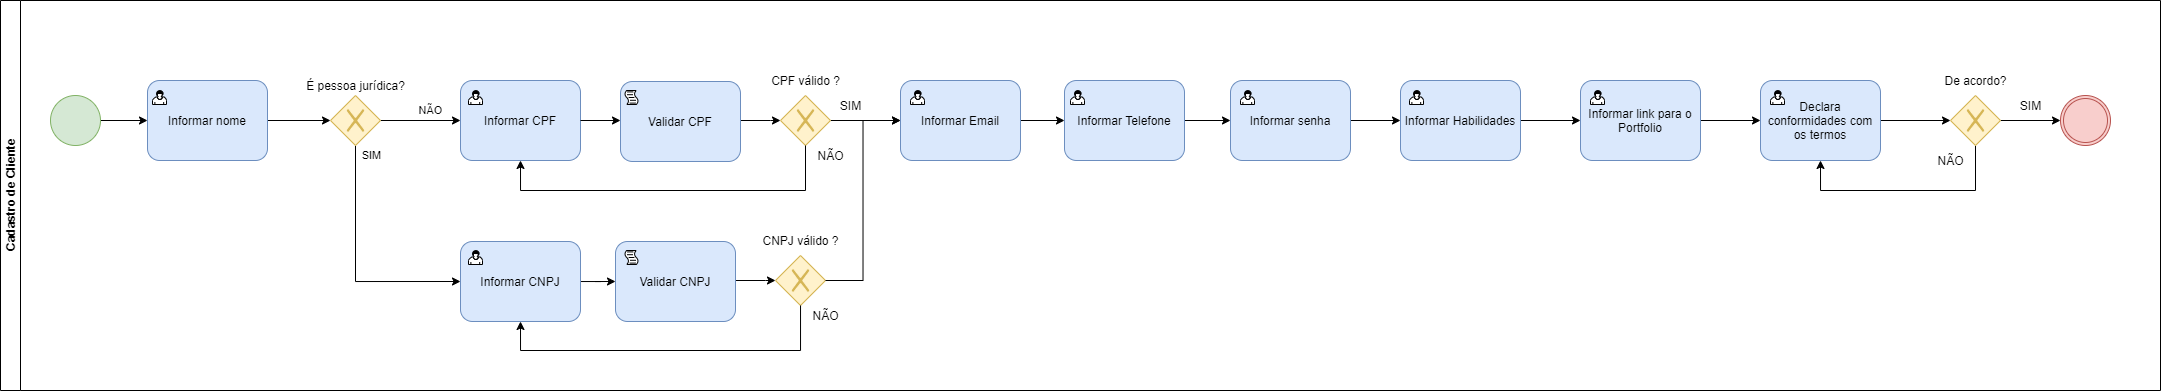 Cadastro de Cliente
Informar nome
É pessoa jurídica?
NÃO
SIM
Informar CPF
Validar CPF
CPF válido ?
SIM
NÃO
Informar CNPJ
Validar CNPJ
CNPJ válido ?
NÃO
Informar Email
Informar Telefone
Informar senha
Informar Habilidades
Informar link para o
Portfolio
Declara
conformidades com
os termos
De acordo?
SIM
NÃO